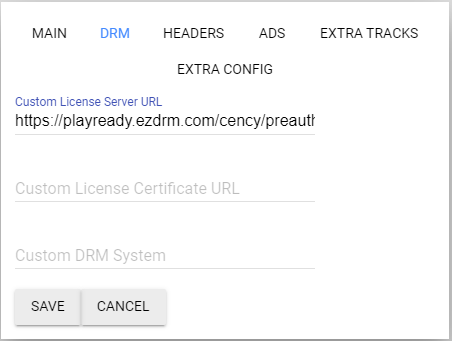 MAIN DRM HEADERS ADS EXTRA TRACKS
EXTRA CONFIG
Custom License Server URL
https://playready.ezdrm.com/cency/preauth
Custom License Certificate URL
Custom DRM System
SAVE CANCEL